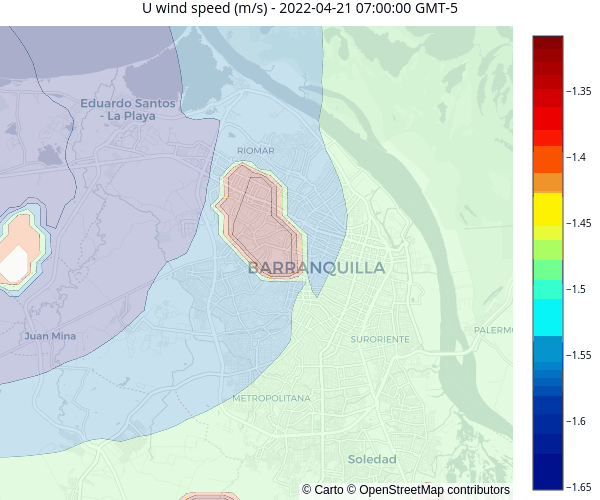 U wind speed (m/s) - 2022-04-21 07:00:00 GMT-5
−1.35
−1.4
−1.45
−1.5
−1.55
−1.6
−1.65
Eduardo Santos
- La Playa
RIOMAR
BARRANQUILLA
Juan Mina
SURORIENTE
PALERMO
METROPOLITANA
Soledad
© Carto © OpenStreetMap contributors